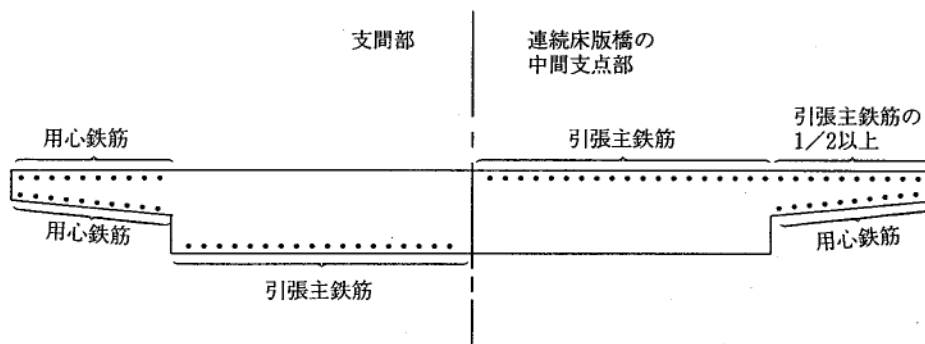 支間部
連続床版橋の
中間支点部
用心鉄筋
引張主鉄筋
引張主鉄筋の
1/2以上
用心鉄筋
引張主鉄筋
用心鉄筋